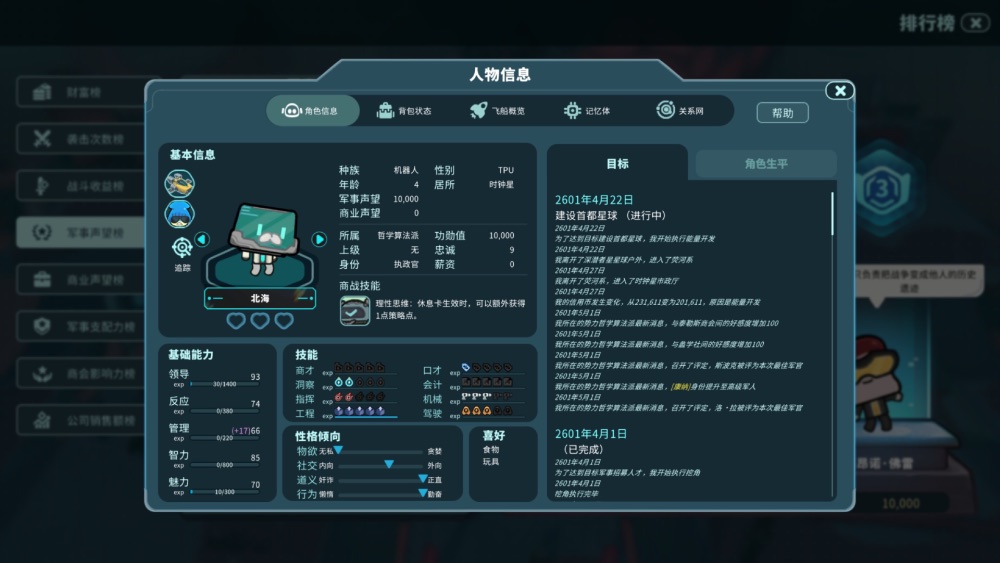 排行榜
财富榜
袭击次数榜
战斗收益榜
军事声望榜
商业声望榜
军事支配力榜
商会影响力榜
公司销售额榜
人物信息
角色信息
背包状态
飞船概览
记忆体
关系网
帮助
基本信息
追踪
北海
种族 机器人 性别 TPU
年龄 4 居所 时钟星
军事声望 10,000
商业声望 0
所属 哲学算法派 功勋值 10,000
上级 无 忠诚 9
身份 执政官 薪资 0
商战技能
理性思维：休息卡生效时，可以额外获得
1点策略点。
基础能力
领导 93
exp 30/1400
反应 74
exp 0/380
管理 (+17)66
exp 0/220
智力 85
exp 0/800
魅力 70
exp 10/300
技能
商才 exp 口才 exp
洞察 exp 会计 exp
指挥 exp 机械 exp
工程 exp 驾驶 exp
性格倾向
物欲 无私 贪婪
社交 内向 外向
道义 奸诈 正直
行为 懒惰 勤奋
喜好
食物
玩具
目标
角色生平
2601年4月22日
建设首都星球 （进行中）
2601年4月22日
为了达到目标建设首都星球，我开始执行能量开发
2601年4月22日
我离开了深潜者星星球户外，进入了荧河系
2601年4月27日
我离开了荧河系，进入了时钟星市政厅
2601年4月27日
我的信用币发生变化，从231,611变为201,611，原因是能量开发
2601年5月1日
我所在的势力哲学算法派最新消息，与泰勒斯商会间的好感度增加100
2601年5月1日
我所在的势力哲学算法派最新消息，与盘学社间的好感度增加100
2601年5月1日
我所在的势力哲学算法派最新消息，召开了评定，斯波克被评为本次最佳军官
2601年5月1日
我所在的势力哲学算法派最新消息，[康纳]身份提升至高级军人
2601年5月1日
我所在的势力哲学算法派最新消息，召开了评定，洛·拉被评为本次最佳军官
2601年4月1日
（已完成）
2601年4月1日
为了达到目标军事招募人才，我开始执行挖角
2601年4月1日
挖角执行完毕
31
只负责把战争变成他人的历史
遗迹
昂诺·佛雷
10,000